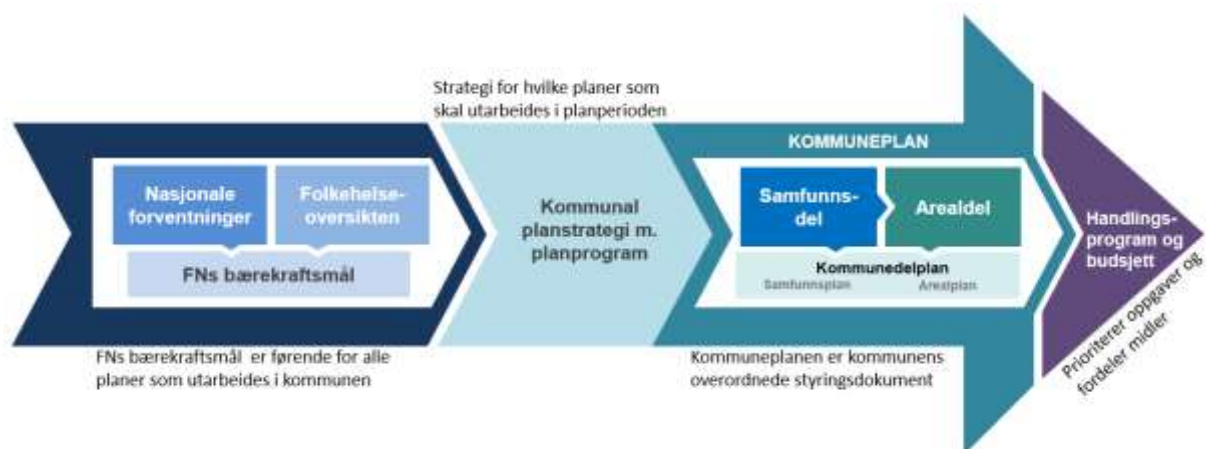 Strategi for hvilke planer som
skal utarbeides i planperioden
Nasjonale
forventninger
Folkehelse-
oversikten
FNs bærekraftsmål
FNs bærekraftsmål er førende for alle
planer som utarbeides i kommunen
Kommunal
planstrategi m.
planprogram
KOMMUNEPLAN
Samfunns-
del
Arealdel
Kommunedelplan
Samfunnsplan
Arealplan
Kommuneplanen er kommunens
overordnede styringsdokument
Handlings-
program og
budsjett
Prioriterer oppgaver og
fordeler midler